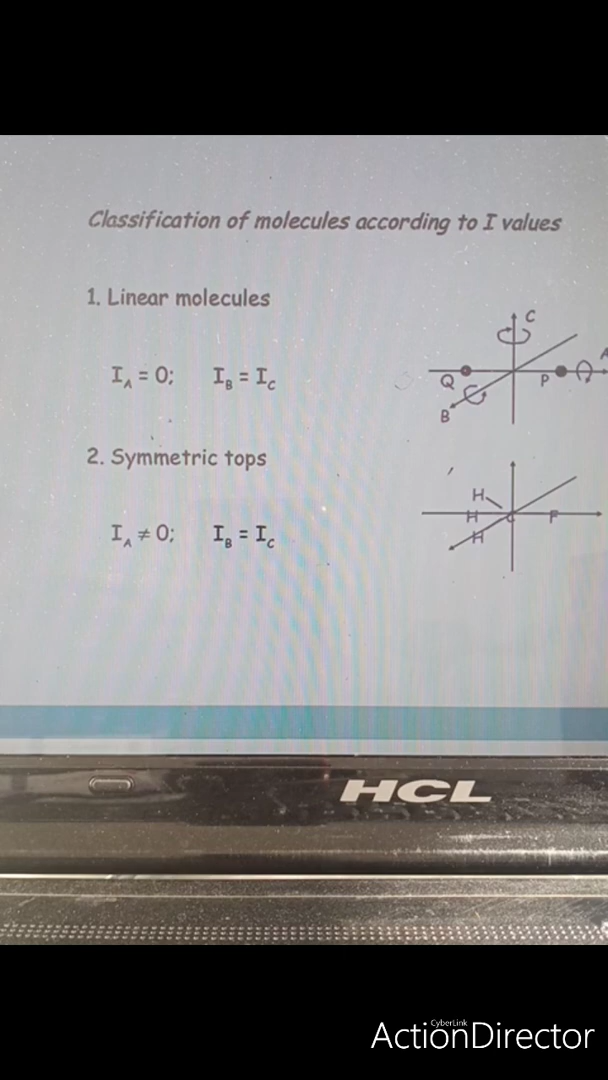 Classification of molecules according to I values
1. Linear molecules
I_A = 0; I_B = I_C
C
A
Q
P
B
2. Symmetric tops
H
H
C
F
H
I_A ≠ 0; I_B = I_C
HCL
CyberLink
ActionDirector